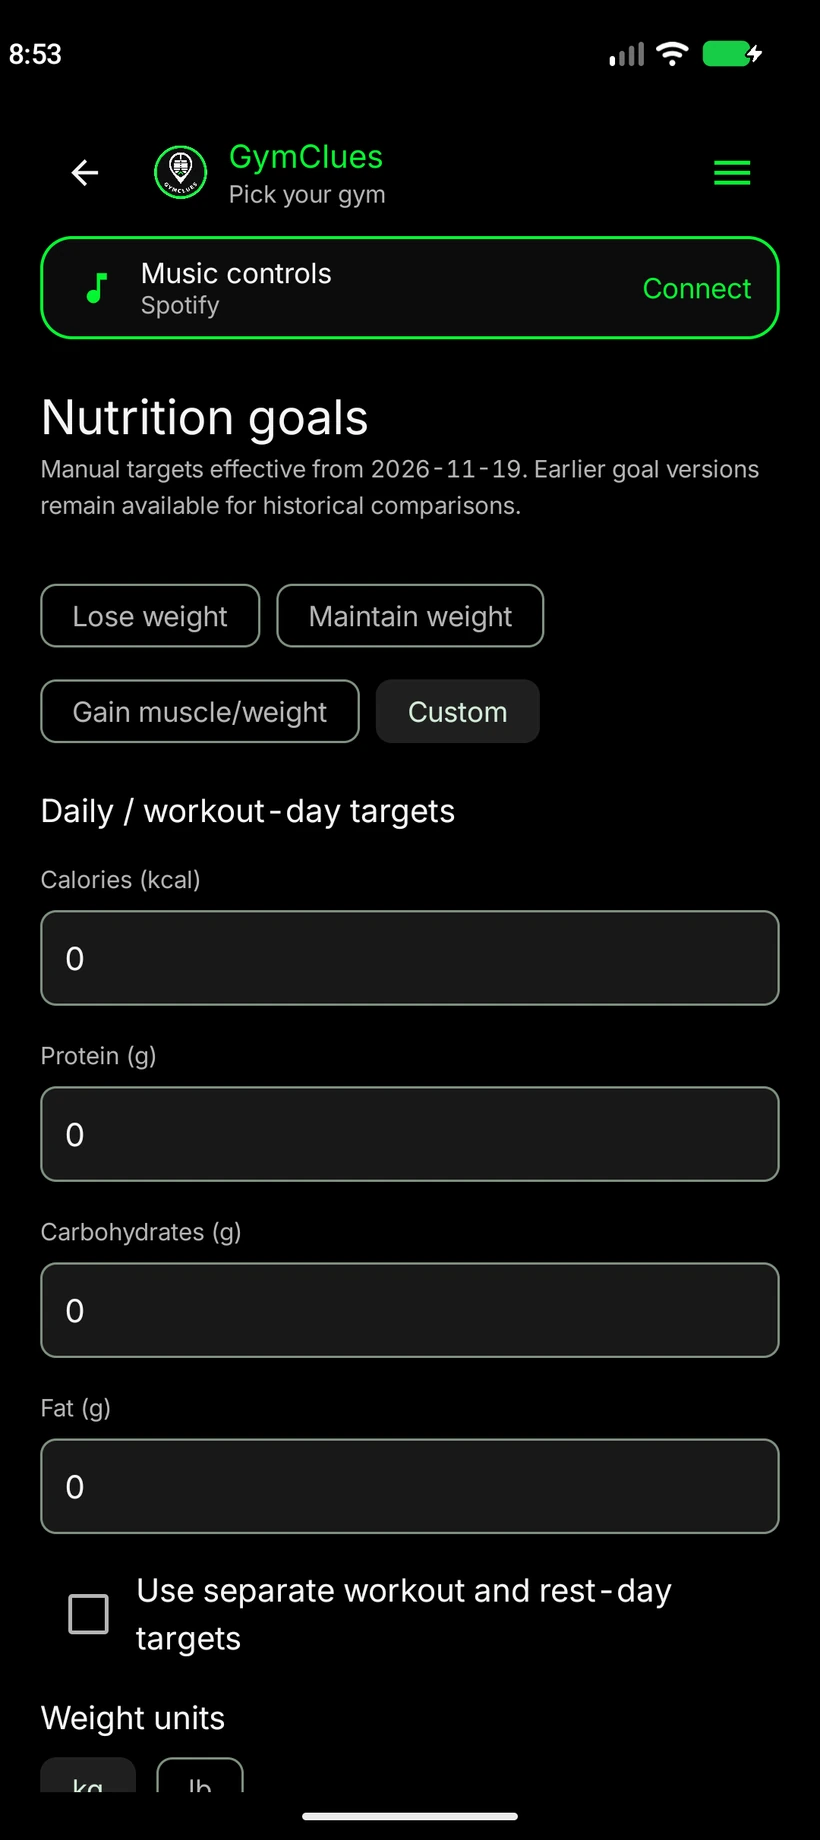 8:53
GymClues
Pick your gym
GYMCLUES
Music controls
Spotify
Connect
Nutrition goals
Manual targets effective from 2026-11-19. Earlier goal versions
remain available for historical comparisons.
Lose weight
Maintain weight
Gain muscle/weight
Custom
Daily / workout-day targets
Calories (kcal)
0
Protein (g)
0
Carbohydrates (g)
0
Fat (g)
0
Use separate workout and rest-day
targets
Weight units
kg
lb